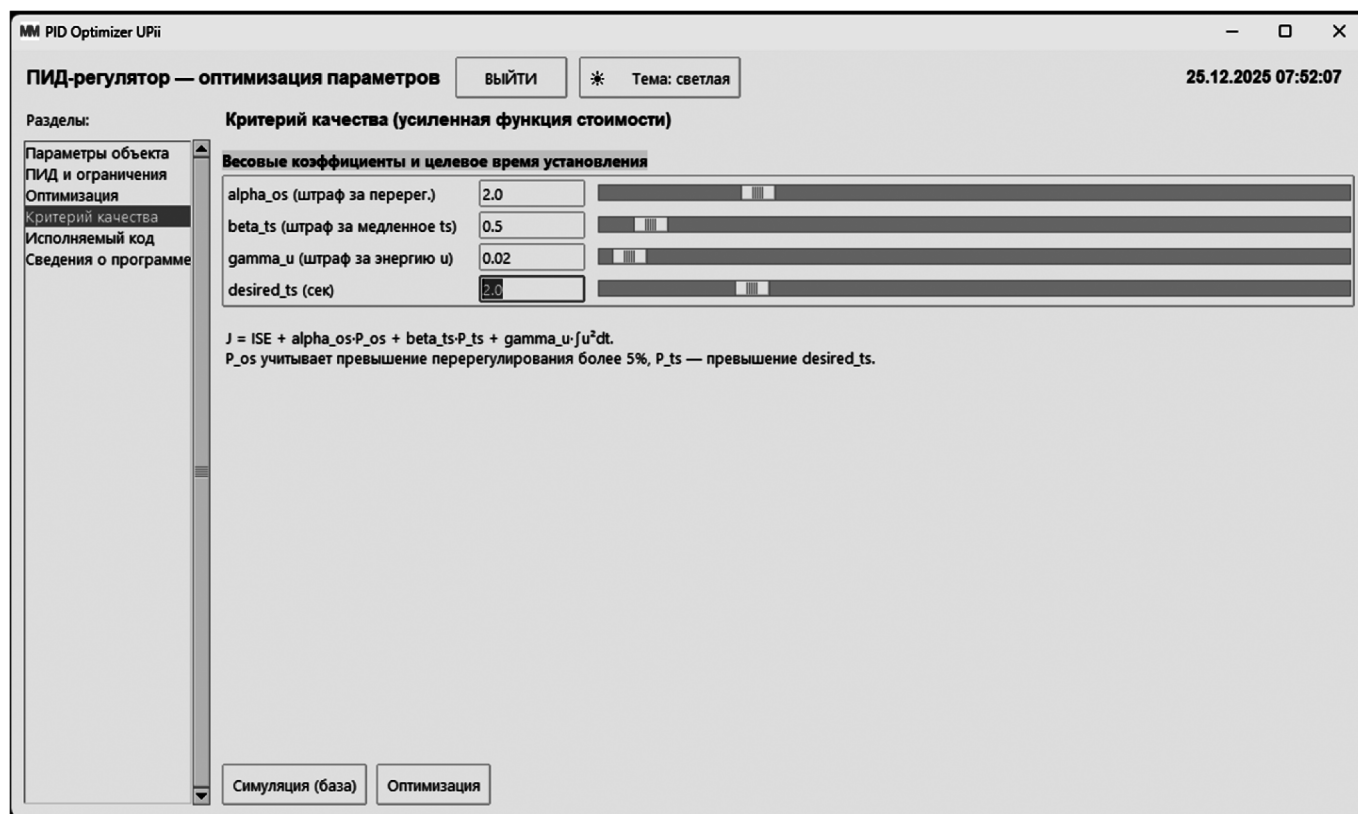 PID Optimizer UPii
ПИД-регулятор — оптимизация параметров
ВЫЙТИ
Тема: светлая
25.12.2025 07:52:07
Разделы:
Параметры объекта
ПИД и ограничения
Оптимизация
Критерий качества
Исполняемый код
Сведения о программе
Критерий качества (усиленная функция стоимости)
Весовые коэффициенты и целевое время установления
alpha_os (штраф за перерег.) 2.0
beta_ts (штраф за медленное ts) 0.5
gamma_u (штраф за энергию u) 0.02
desired_ts (сек) 2.0
J = ISE + alpha_os·P_os + beta_ts·P_ts + gamma_u·∫u²dt.
P_os учитывает превышение перерегулирования более 5%, P_ts — превышение desired_ts.
Симуляция (база)
Оптимизация